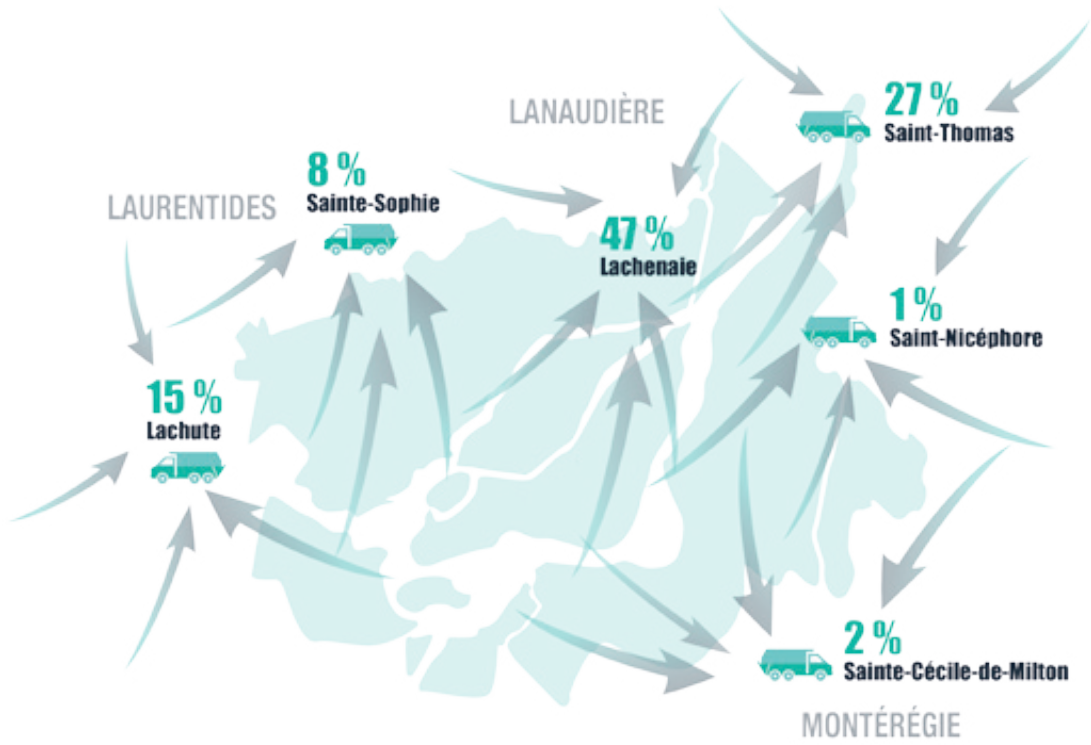 LANAUDIÈRE
27 %
Saint-Thomas
8 %
Sainte-Sophie
LAURENTIDES
47 %
Lachenaie
1 %
Saint-Nicéphore
15 %
Lachute
2 %
Sainte-Cécile-de-Milton
MONTÉRÉGIE